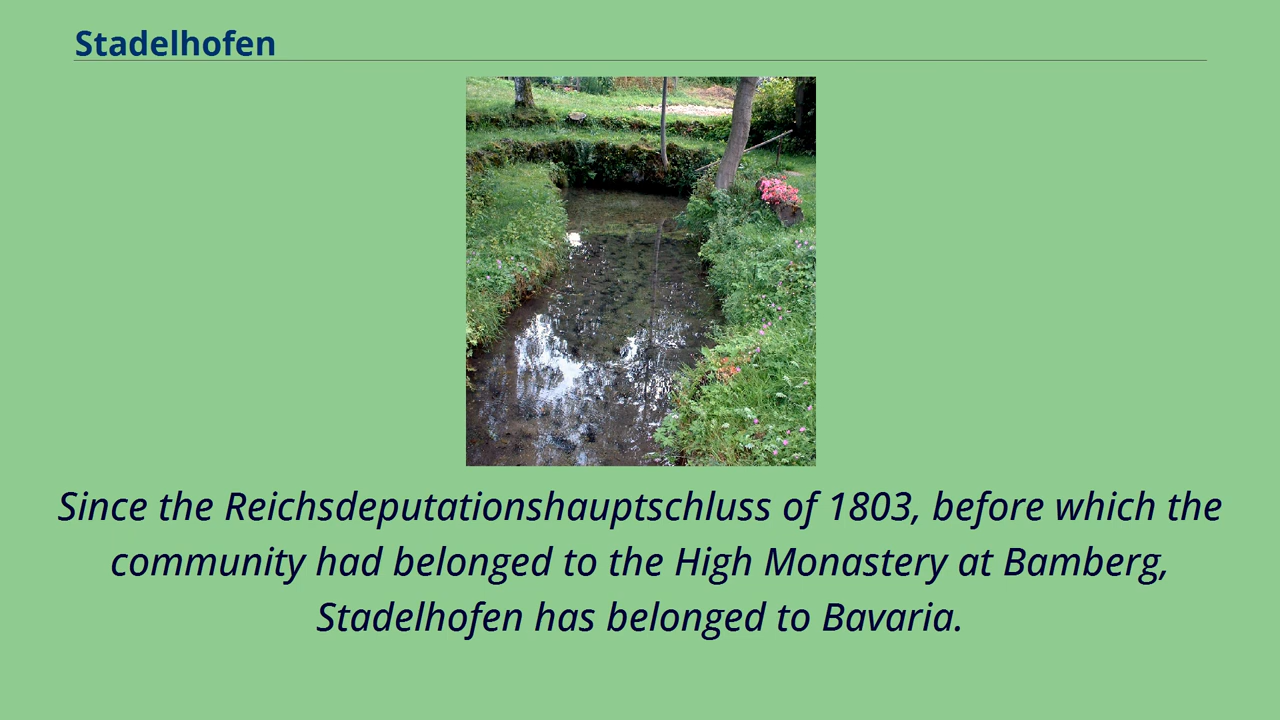 Stadelhofen
Since the Reichsdeputationshauptschluss of 1803, before which the
community had belonged to the High Monastery at Bamberg,
Stadelhofen has belonged to Bavaria.